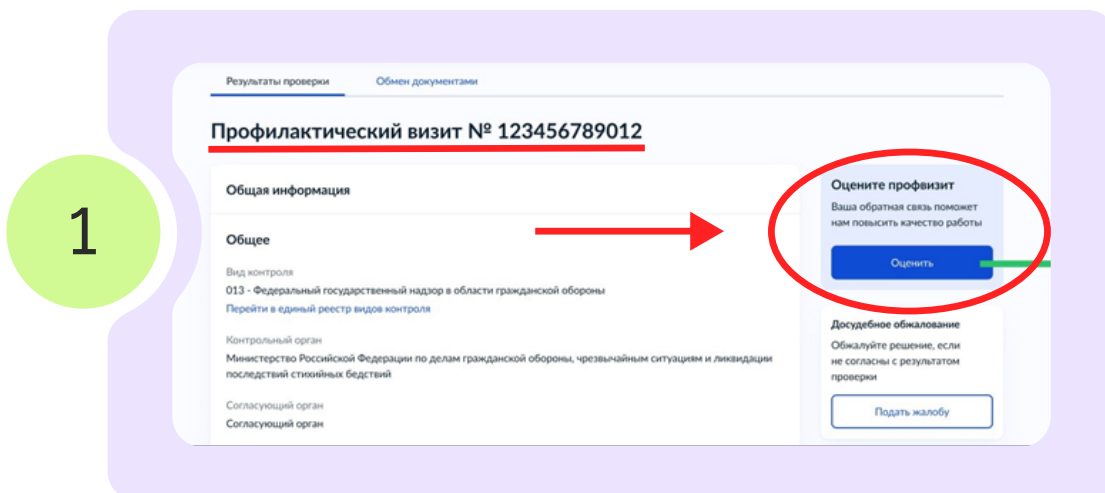 1
Результаты проверки
Обмен документами
Профилактический визит № 123456789012
Общая информация
Общее
Вид контроля
013 - Федеральный государственный надзор в области гражданской обороны
Перейти в единый реестр видов контроля
Контрольный орган
Министерство Российской Федерации по делам гражданской обороны, чрезвычайным ситуациям и ликвидации
последствий стихийных бедствий
Согласующий орган
Согласующий орган
Оцените профвизит
Ваша обратная связь поможет
нам повысить качество работы
Оценить
Досудебное обжалование
Обжалуйте решение, если
не согласны с результатом
проверки
Подать жалобу